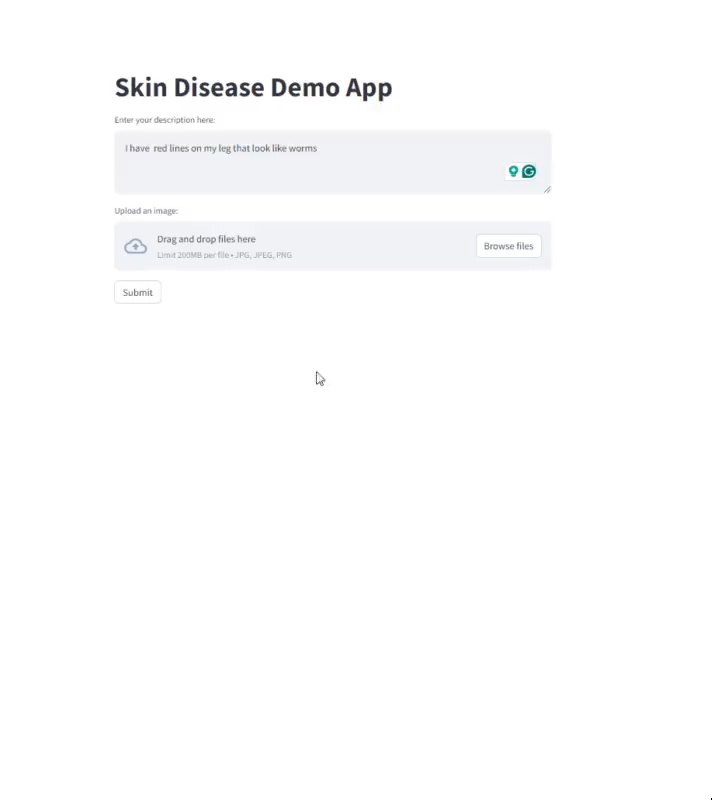 Skin Disease Demo App
Enter your description here:
I have  red lines on my leg that look like worms
Upload an image:
Drag and drop files here
Limit 200MB per file • JPG, JPEG, PNG
Browse files
Submit